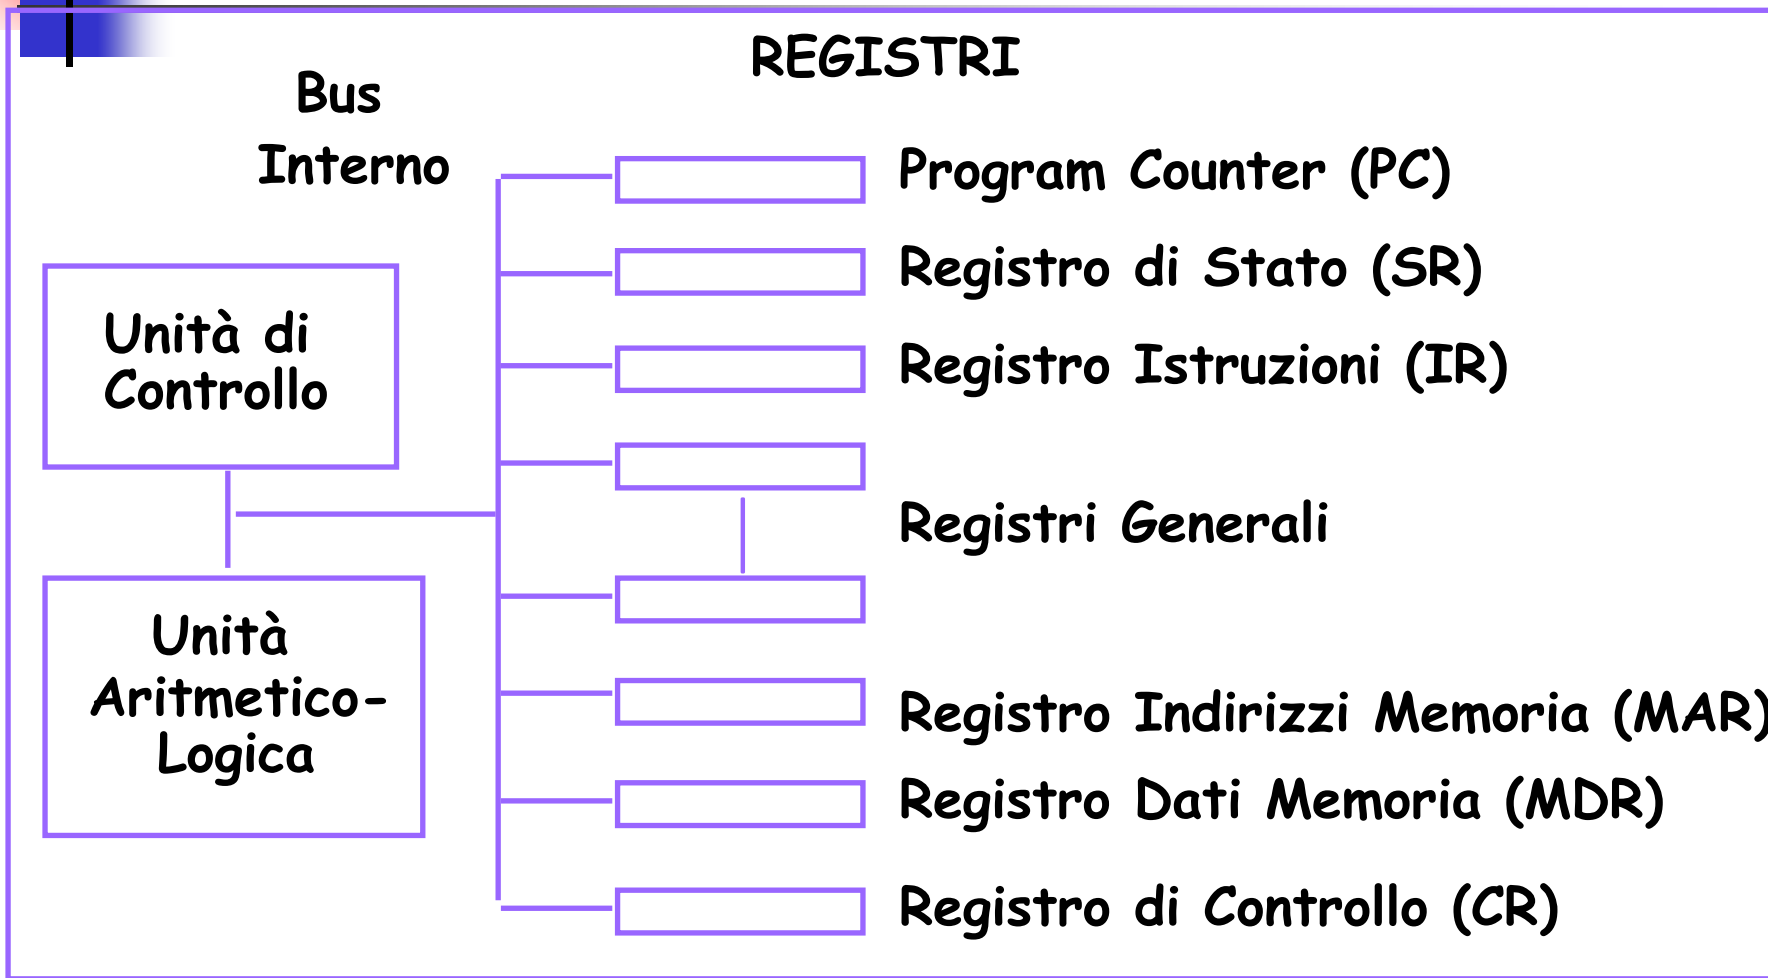 REGISTRI
Bus
Interno
Program Counter (PC)
Registro di Stato (SR)
Registro Istruzioni (IR)
Registri Generali
Registro Indirizzi Memoria (MAR)
Registro Dati Memoria (MDR)
Registro di Controllo (CR)
Unità di
Controllo
Unità
Aritmetico-
Logica